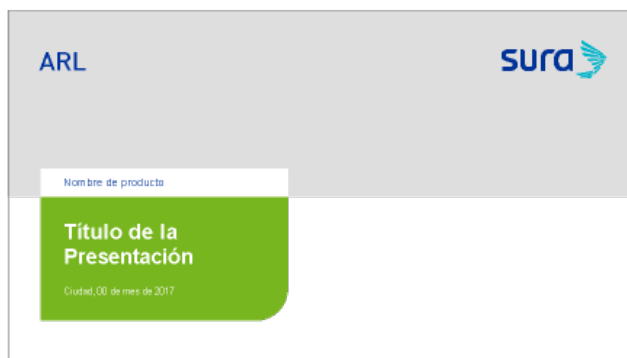 ARL
sura
Nombre de producto
Título de la
Presentación
Ciudad, 00 de mes de 2017